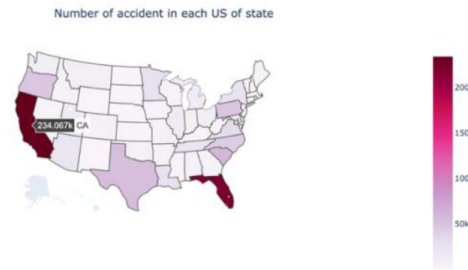 Number of accident in each US of state
234.067k CA
200
150
100
50k